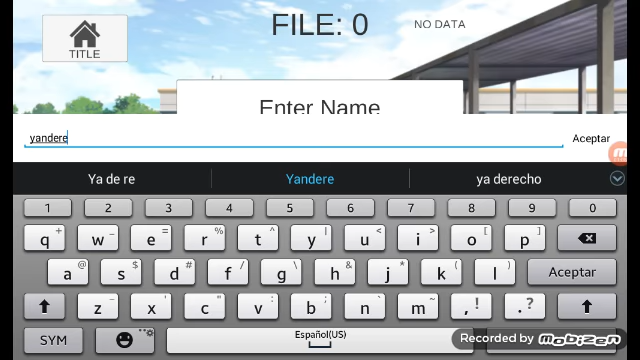 FILE: 0
NO DATA
TITLE
Enter Name
yandere
Aceptar
Ya de re
Yandere
ya derecho
1 2 3 4 5 6 7 8 9 0
q + w _ e = r % t ^ y | u < i > o [ p ]
a @ s $ d # f / g \ h & j * k ( l ) Aceptar
z - x ' c " v : b ; n ~ m , ! . ?
SYM
Español(US)
Recorded by mobizen